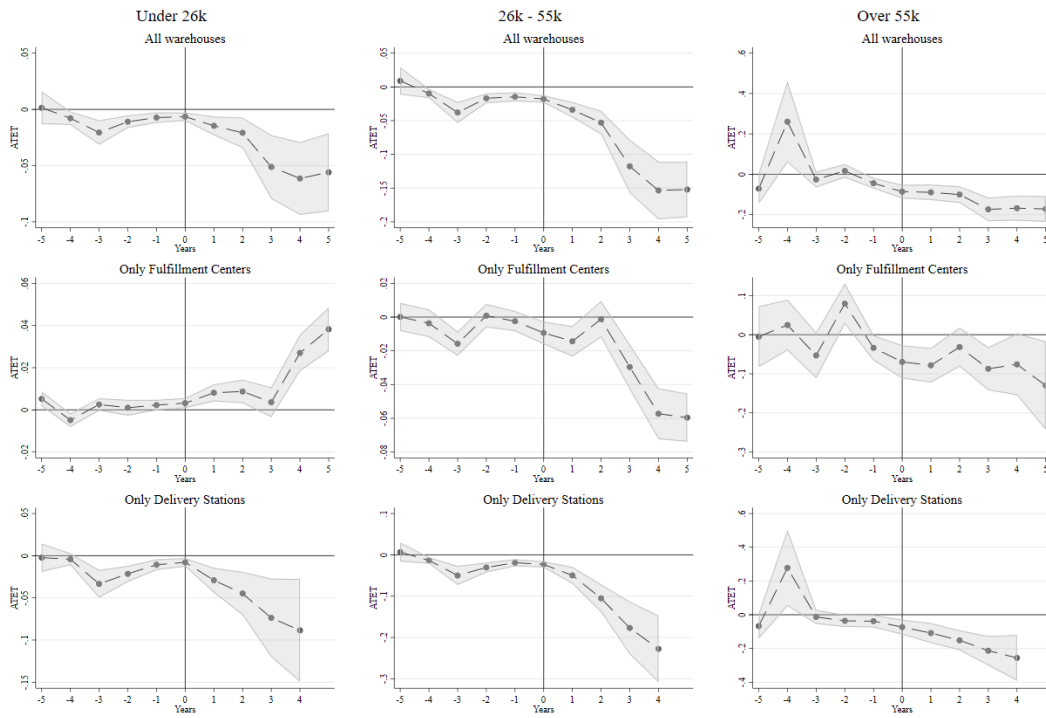 Under 26k
All warehouses
.05
0
-.05
-.1
ATET
-5 -4 -3 -2 -1 0 1 2 3 4 5
Years
26k - 55k
All warehouses
.05
0
-.05
-.1
-.15
-.2
ATET
-5 -4 -3 -2 -1 0 1 2 3 4 5
Years
Over 55k
All warehouses
.6
.4
.2
0
-.2
ATET
-5 -4 -3 -2 -1 0 1 2 3 4 5
Years
Only Fulfillment Centers
.06
.04
.02
0
-.02
ATET
-5 -4 -3 -2 -1 0 1 2 3 4 5
Years
Only Fulfillment Centers
.02
0
-.02
-.04
-.06
-.08
ATET
-5 -4 -3 -2 -1 0 1 2 3 4 5
Years
Only Fulfillment Centers
.1
0
-.1
-.2
-.3
ATET
-5 -4 -3 -2 -1 0 1 2 3 4 5
Years
Only Delivery Stations
.05
0
-.05
-.1
-.15
ATET
-5 -4 -3 -2 -1 0 1 2 3 4 5
Years
Only Delivery Stations
.1
0
-.1
-.2
-.3
ATET
-5 -4 -3 -2 -1 0 1 2 3 4 5
Years
Only Delivery Stations
.6
.4
.2
0
-.2
-.4
ATET
-5 -4 -3 -2 -1 0 1 2 3 4 5
Years